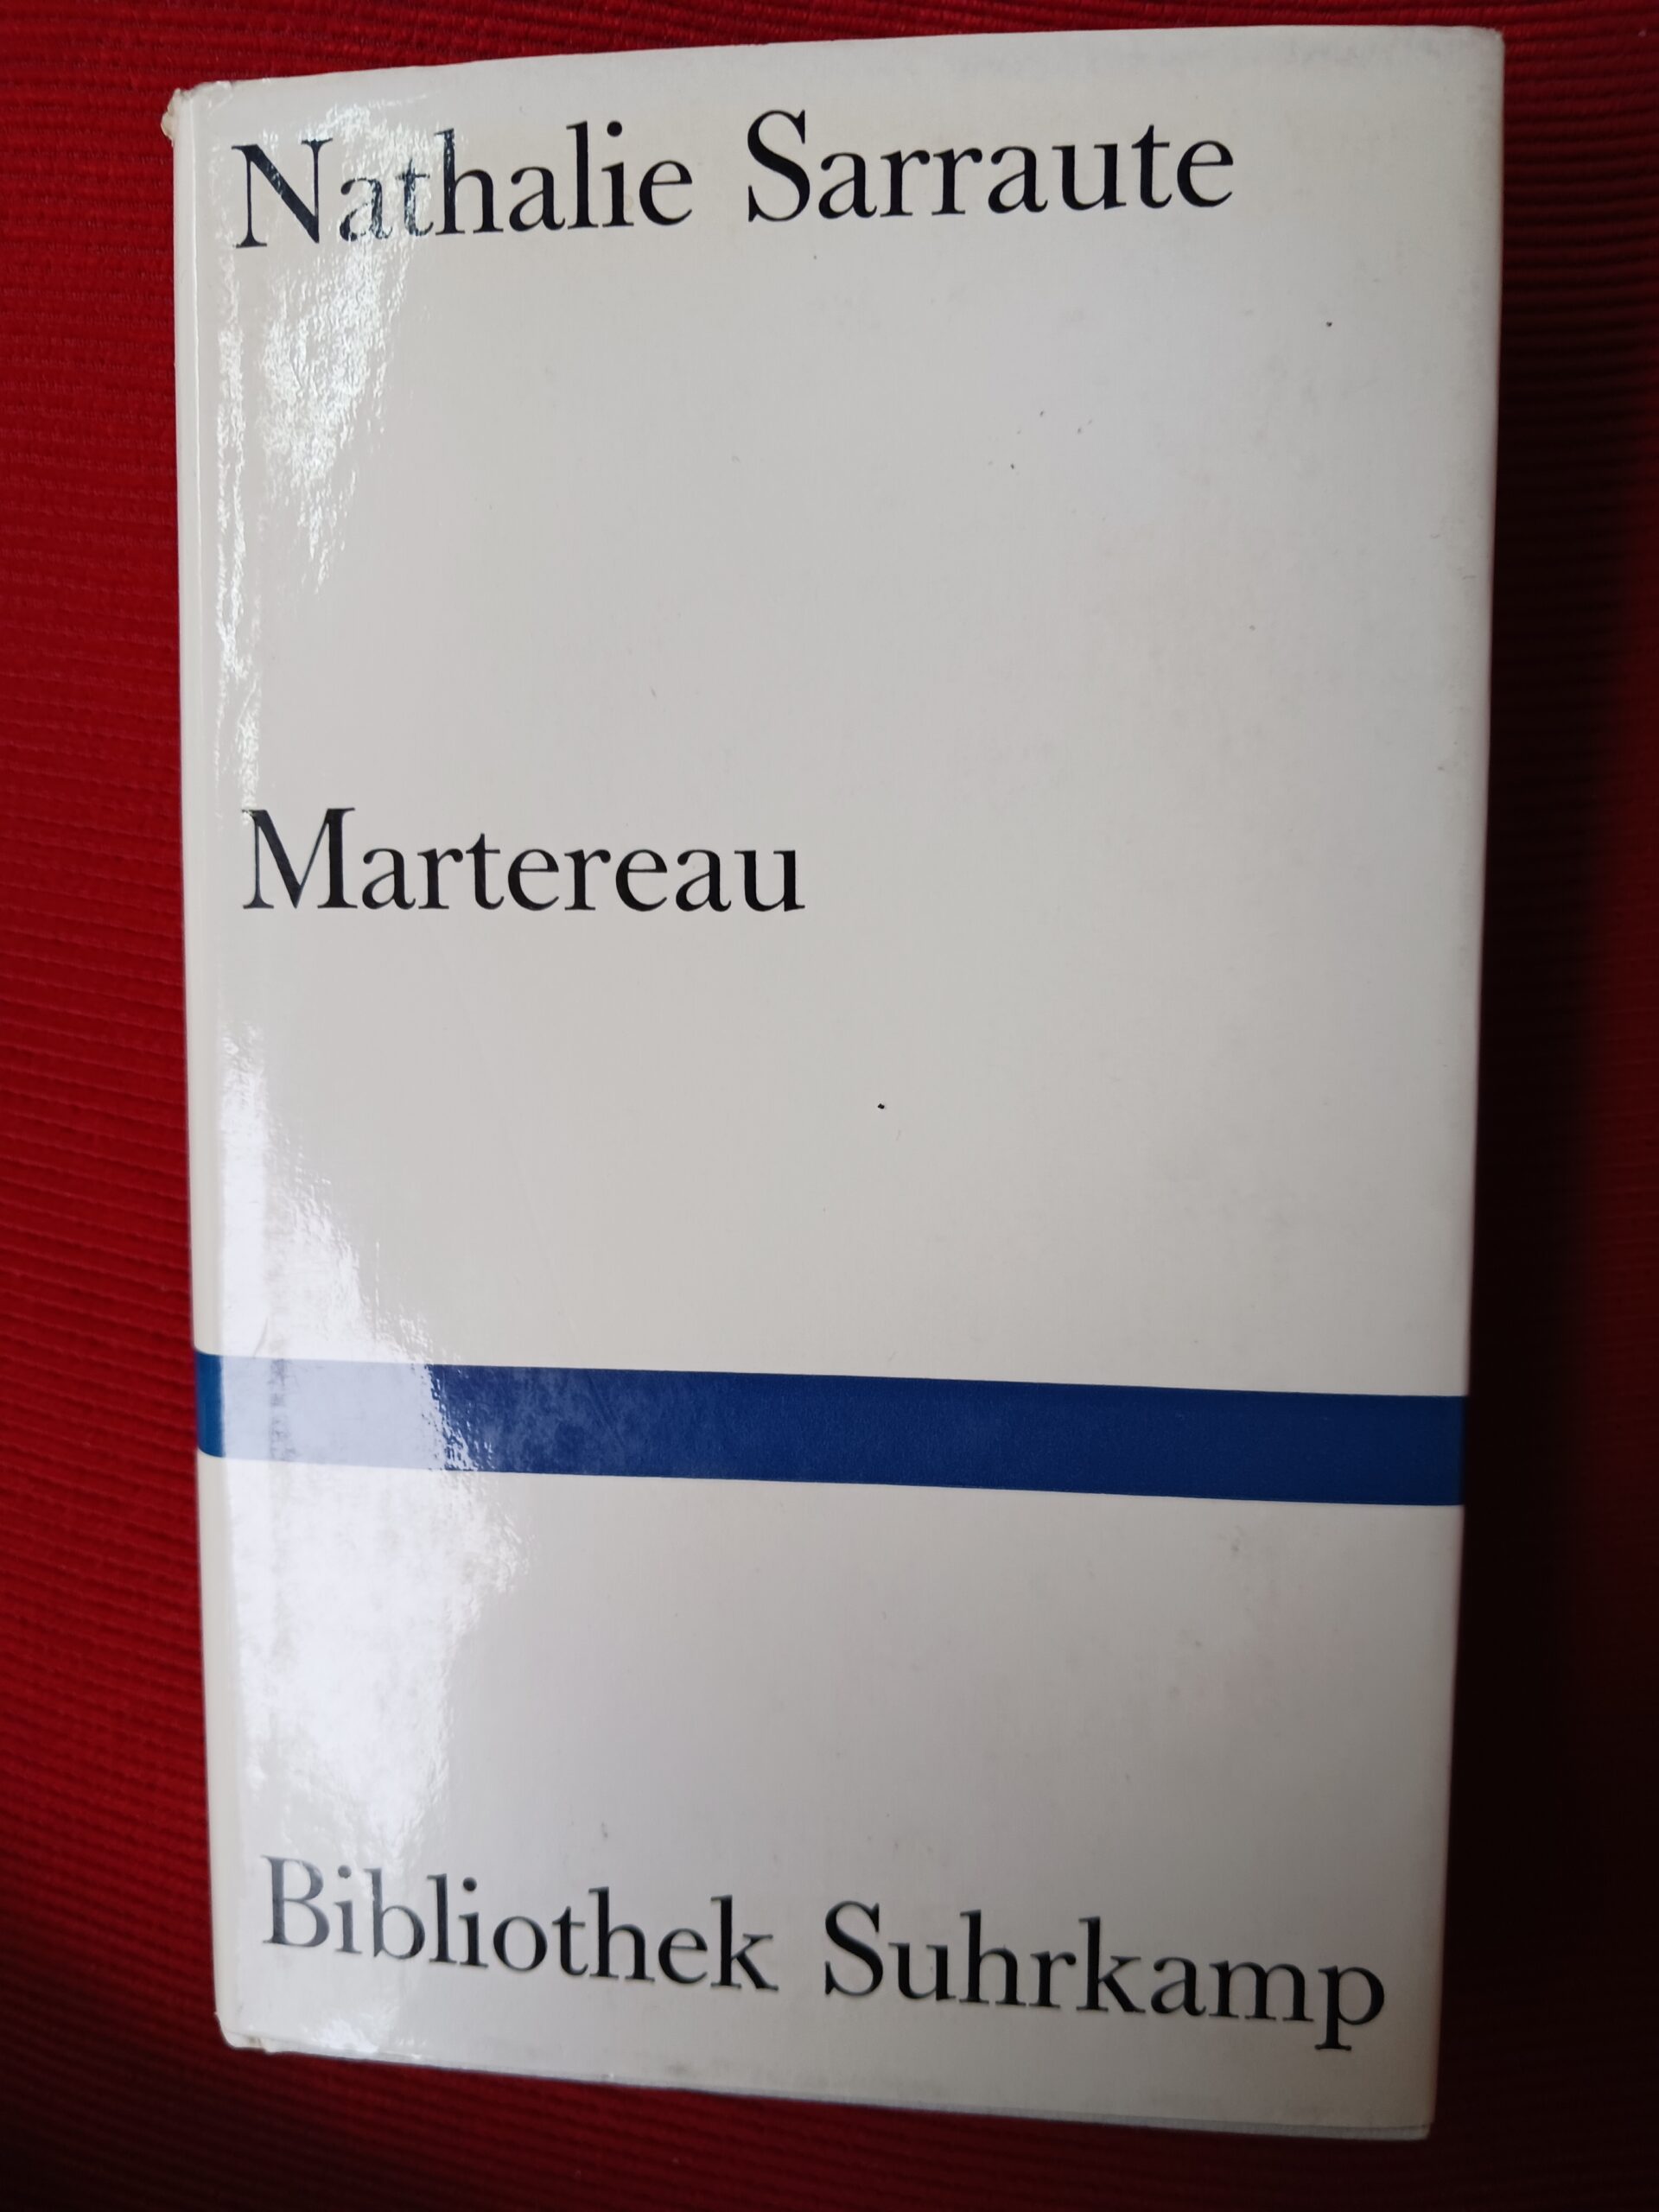 Nathalie Sarraute
Martereau
Bibliothek Suhrkamp